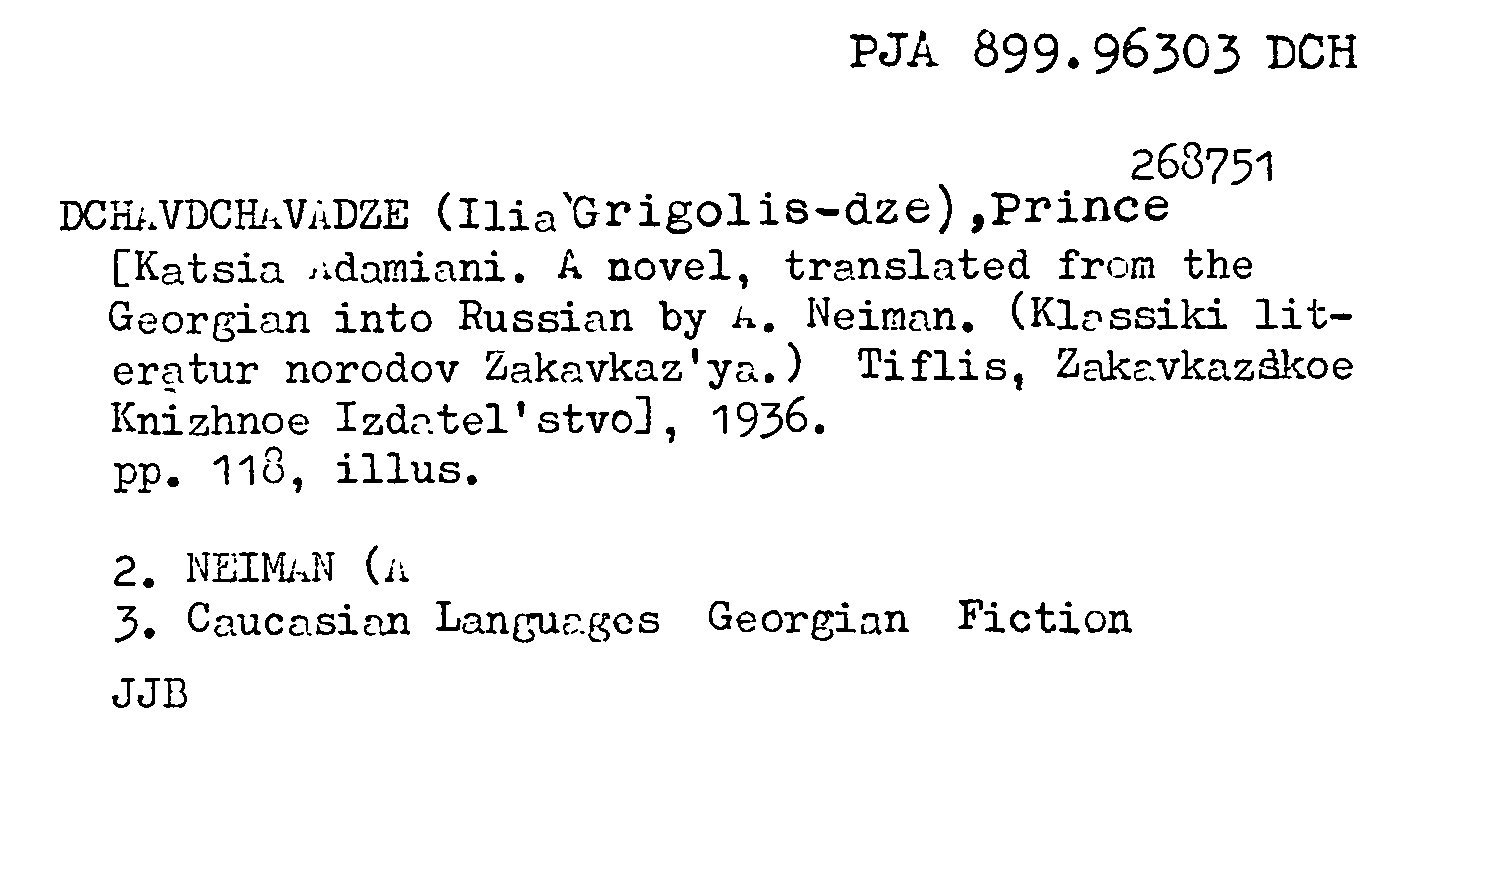 PJA 899.96303 DCH
268751
DCHAVDCHAVADZE (Ilia Grigolis-dze),Prince
[Katsia Adamiani. A novel, translated from the
Georgian into Russian by A. Neiman. (Klassiki lit-
eratur norodov Zakavkaz'ya.) Tiflis, Zakavkazskoe
Knizhnoe Izdatel'stvo], 1936.
pp. 118, illus.
2. NEIMAN (A
3. Caucasian Languages Georgian Fiction
JJB